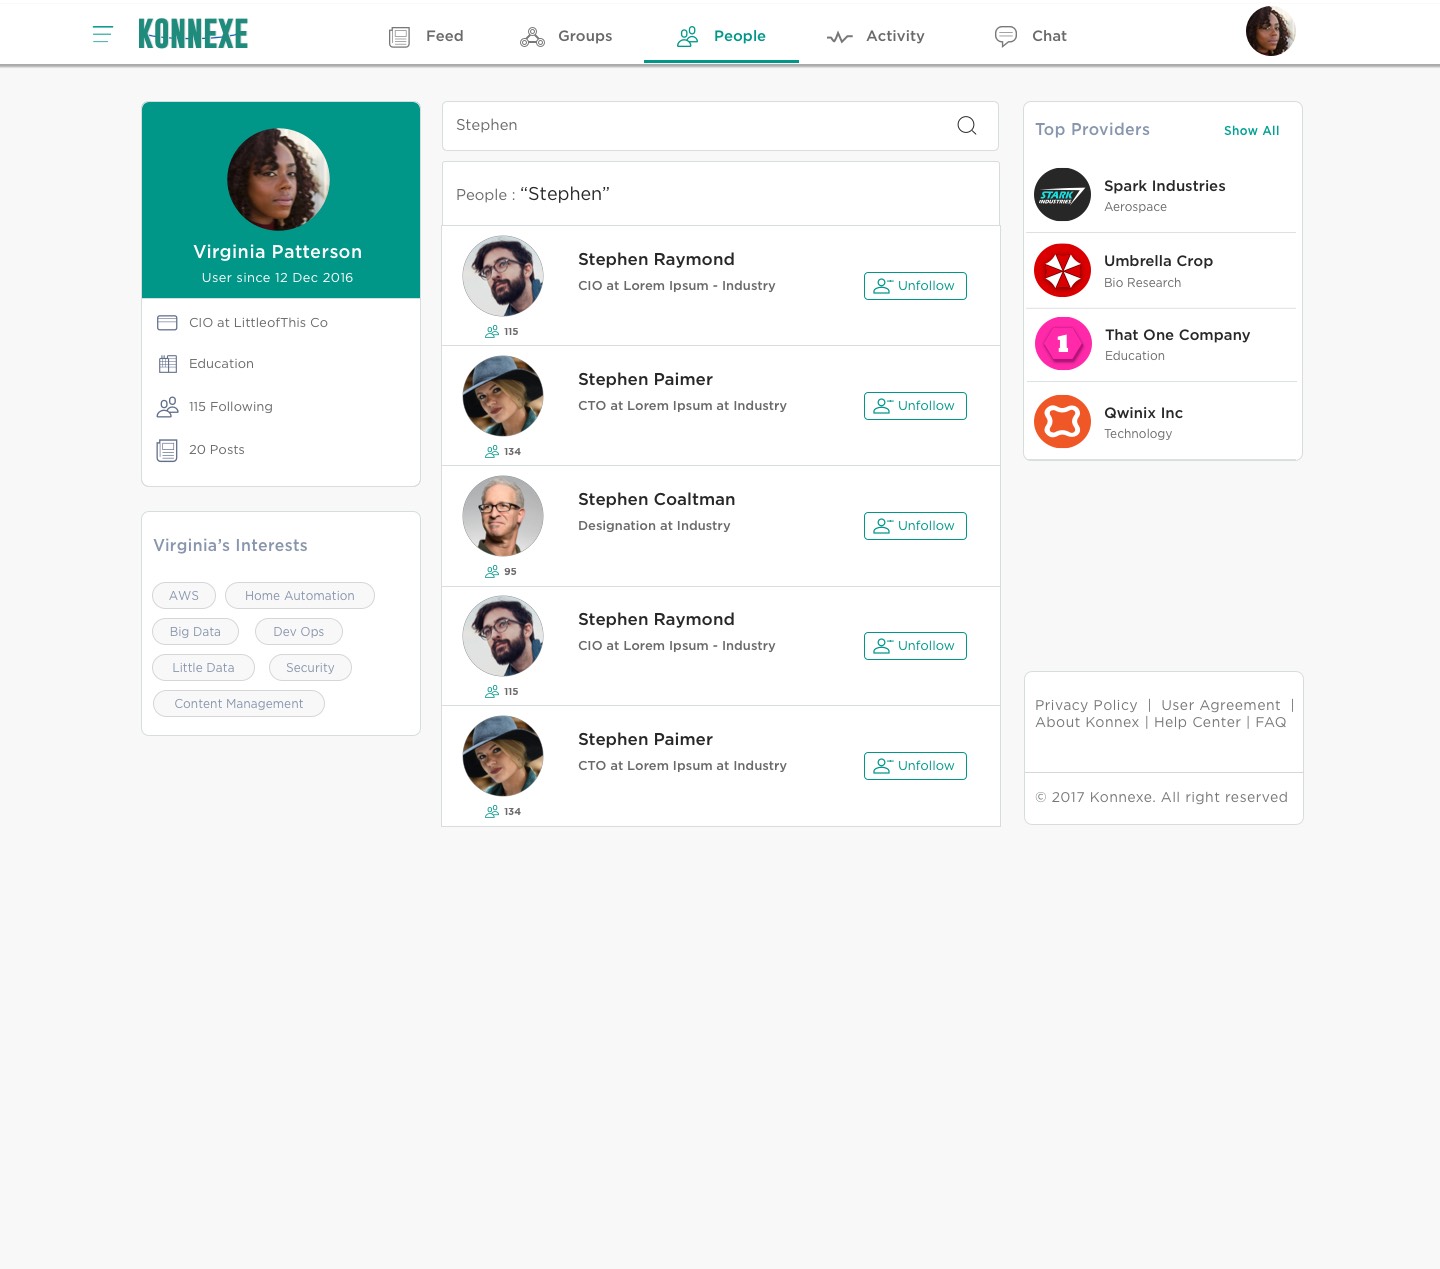 KONNEXE
Feed
Groups
People
Activity
Chat
Virginia Patterson
User since 12 Dec 2016
CIO at LittleofThis Co
Education
115 Following
20 Posts
Virginia’s Interests
AWS
Home Automation
Big Data
Dev Ops
Little Data
Security
Content Management
Stephen
People : “Stephen”
Stephen Raymond
CIO at Lorem Ipsum - Industry
Unfollow
115
Stephen Paimer
CTO at Lorem Ipsum at Industry
Unfollow
134
Stephen Coaltman
Designation at Industry
Unfollow
95
Stephen Raymond
CIO at Lorem Ipsum - Industry
Unfollow
115
Stephen Paimer
CTO at Lorem Ipsum at Industry
Unfollow
134
Top Providers
Show All
STARK
INDUSTRIES
Spark Industries
Aerospace
Umbrella Crop
Bio Research
1
That One Company
Education
Qwinix Inc
Technology
Privacy Policy | User Agreement |
About Konnex | Help Center | FAQ
© 2017 Konnexe. All right reserved